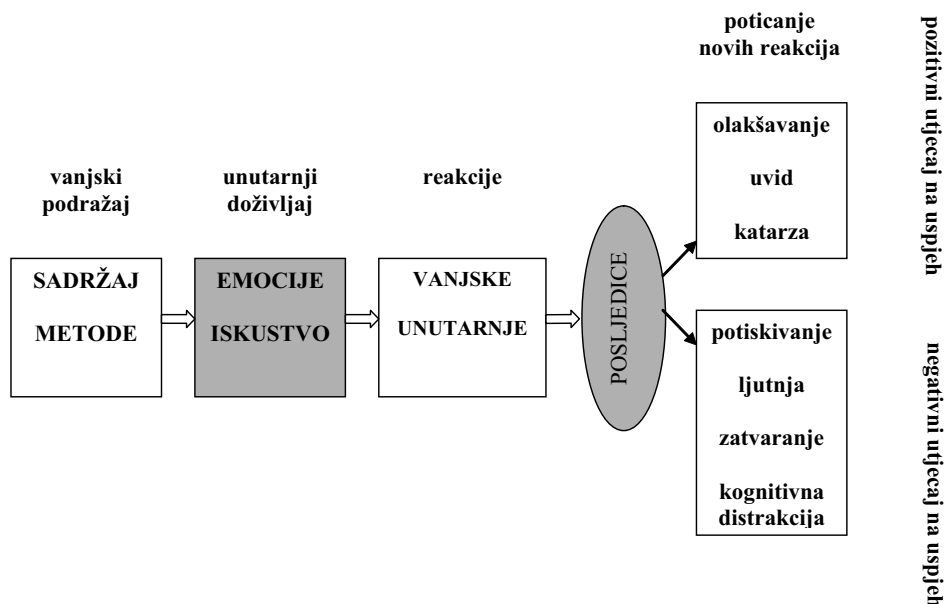 vanjski
podražaj
SADRŽAJ
METODE
unutarnji
doživljaj
EMOCIJE
ISKUSTVO
reakcije
VANJSKE
UNUTARNJE
POSLJEDICE
poticanje
novih reakcija
olakšavanje
uvid
katarza
potiskivanje
ljutnja
zatvaranje
kognitivna
distrakcija
pozitivni utjecaj na uspjeh
negativni utjecaj na uspjeh